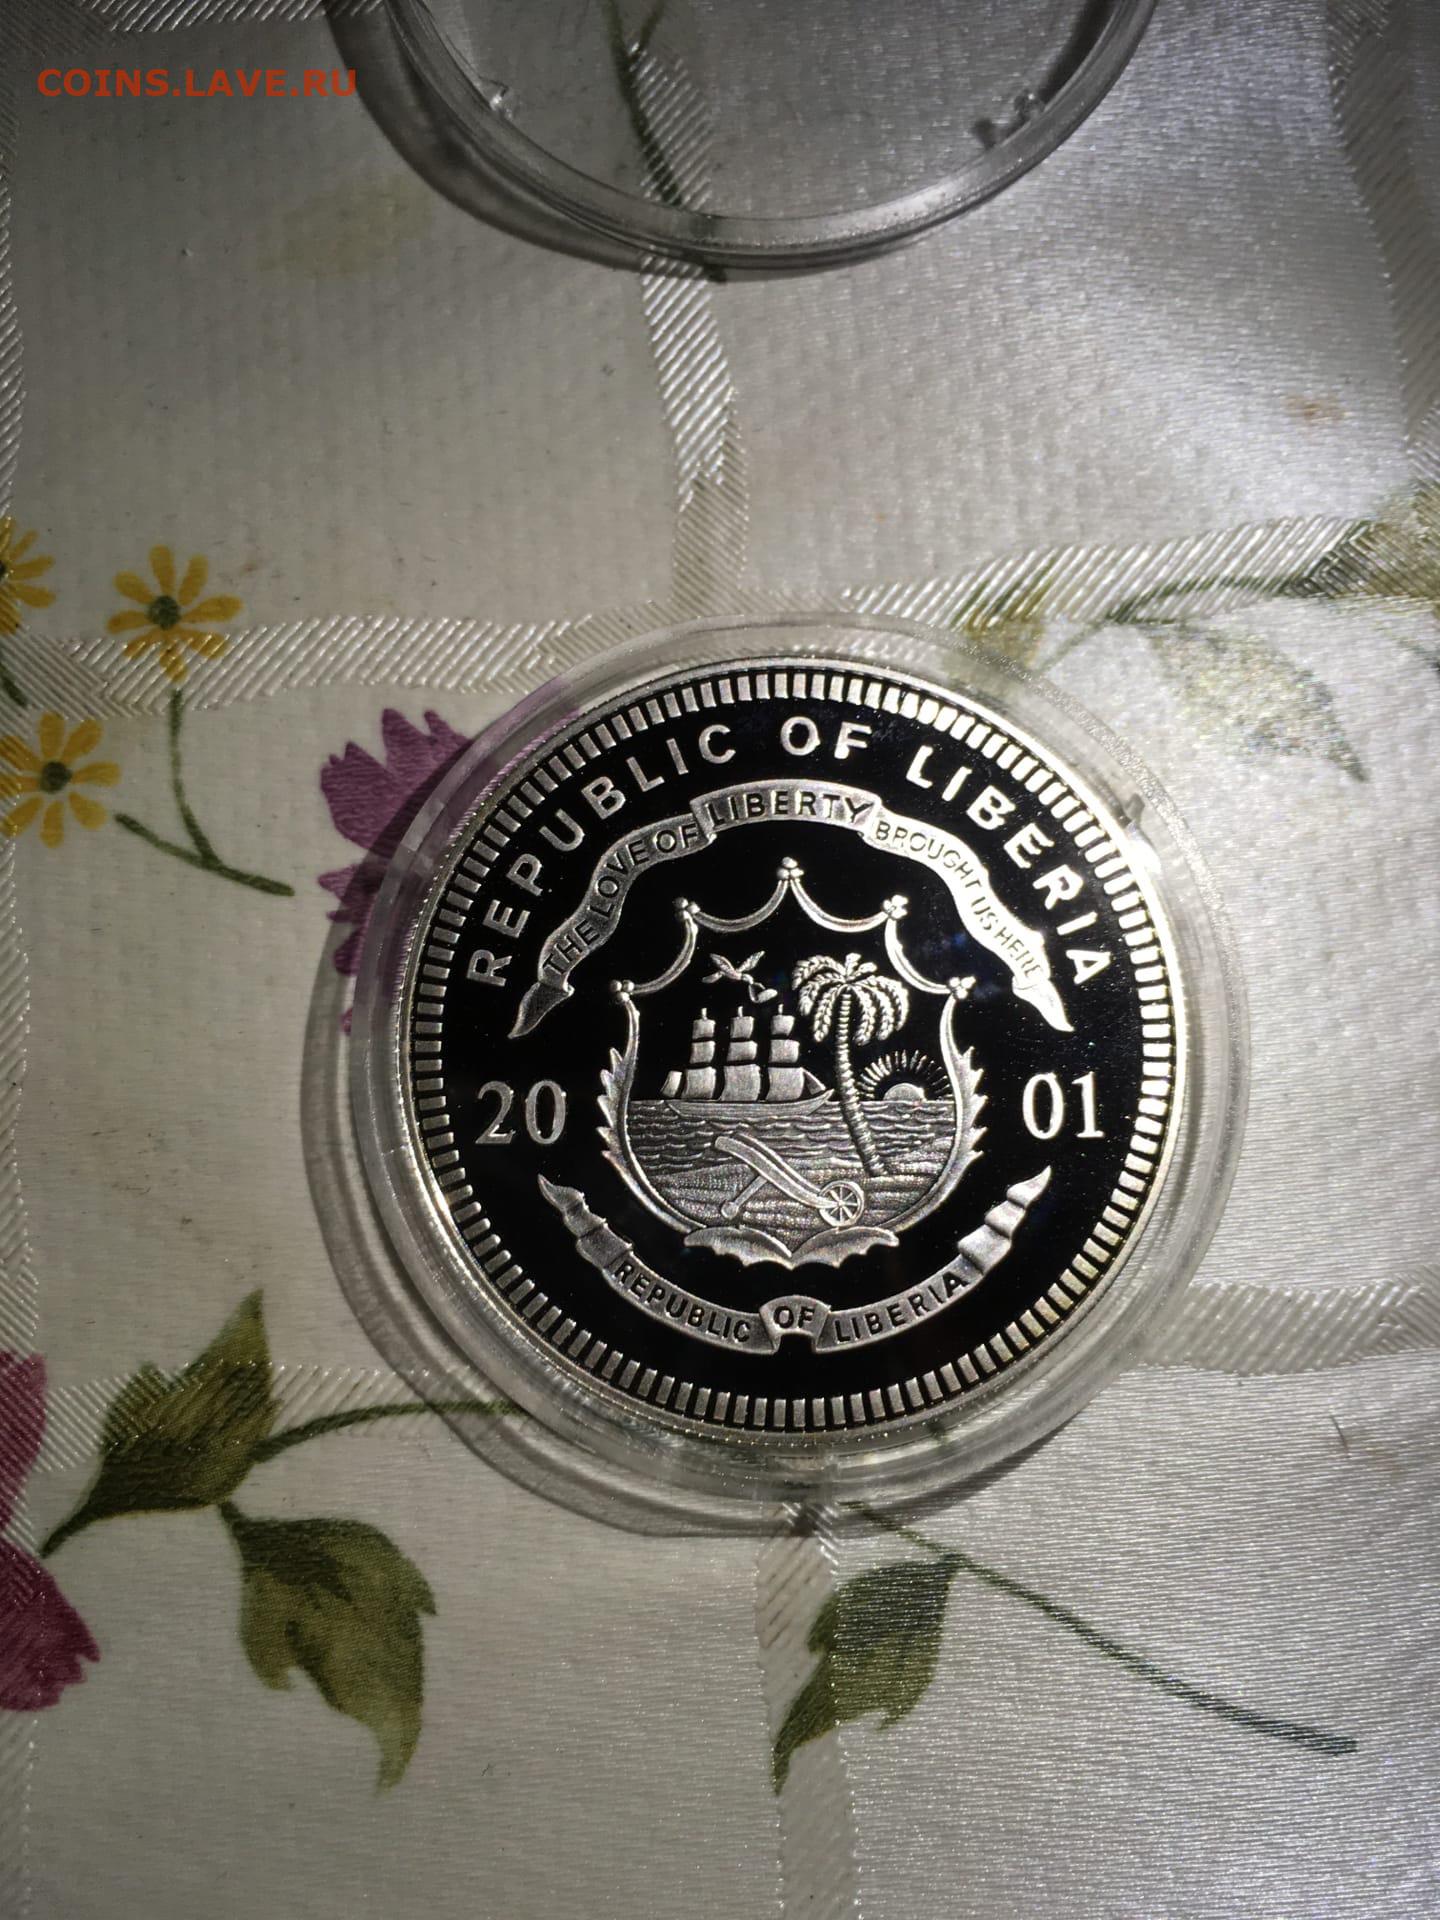 COINS.LAVE.RU
REPUBLIC OF LIBERIA
THE LOVE OF LIBERTY BROUGHT US HERE
20 01
REPUBLIC OF LIBERIA